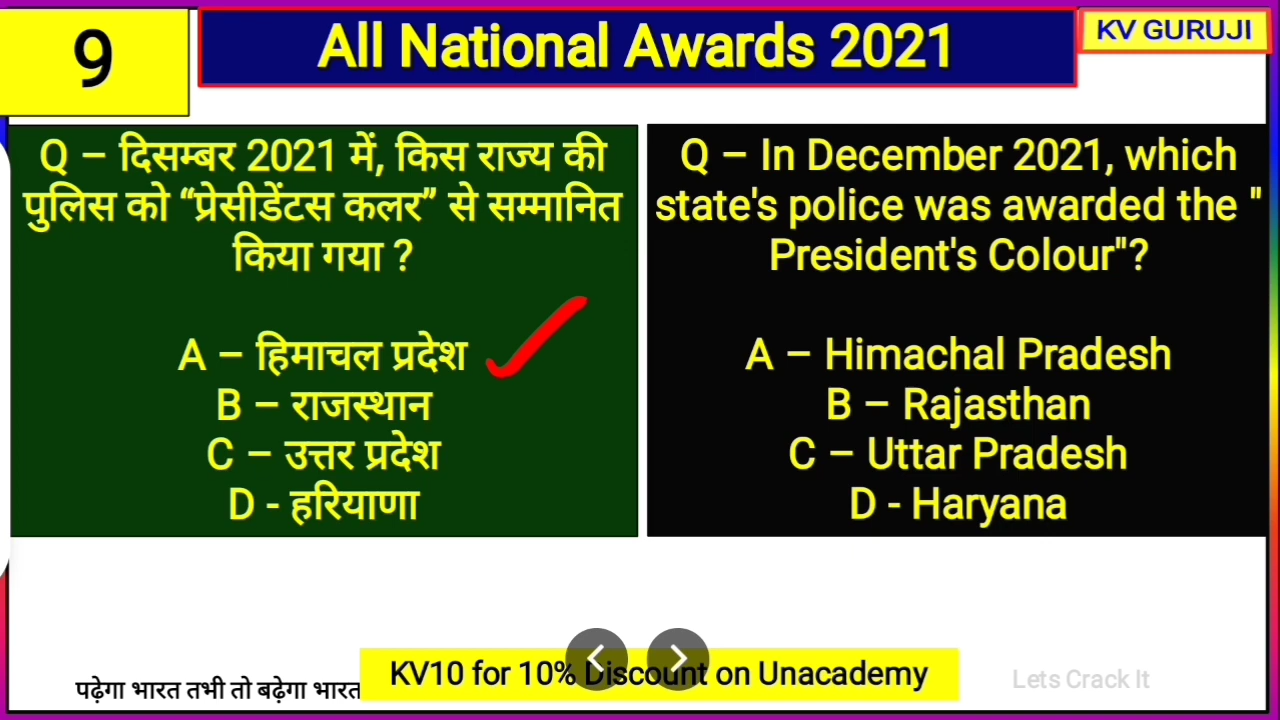 9
All National Awards 2021
KV GURUJI
Q – दिसम्बर 2021 में, किस राज्य की
पुलिस को “प्रेसीडेंटस कलर” से सम्मानित
किया गया ?
A – हिमाचल प्रदेश
B – राजस्थान
C – उत्तर प्रदेश
D - हरियाणा
Q – In December 2021, which
state's police was awarded the "
President's Colour"?
A – Himachal Pradesh
B – Rajasthan
C – Uttar Pradesh
D - Haryana
KV10 for 10% Discount on Unacademy
पढ़ेगा भारत तभी तो बढ़ेगा भारत
Lets Crack It